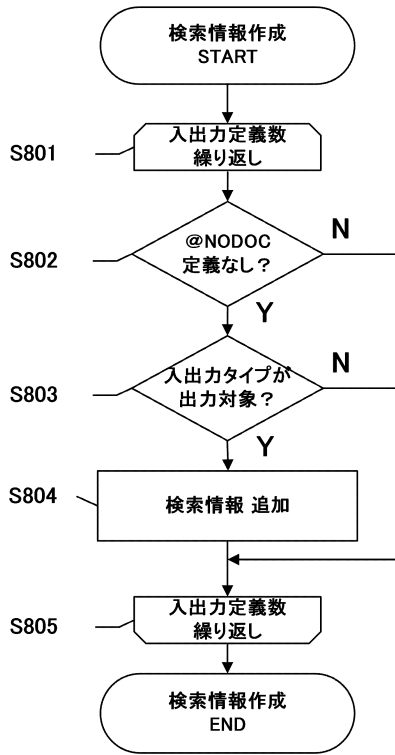 検索情報作成
START
S801
入出力定義数
繰り返し
S802
@NODOC
定義なし？
N
Y
S803
入出力タイプが
出力対象？
N
Y
S804
検索情報 追加
S805
入出力定義数
繰り返し
検索情報作成
END